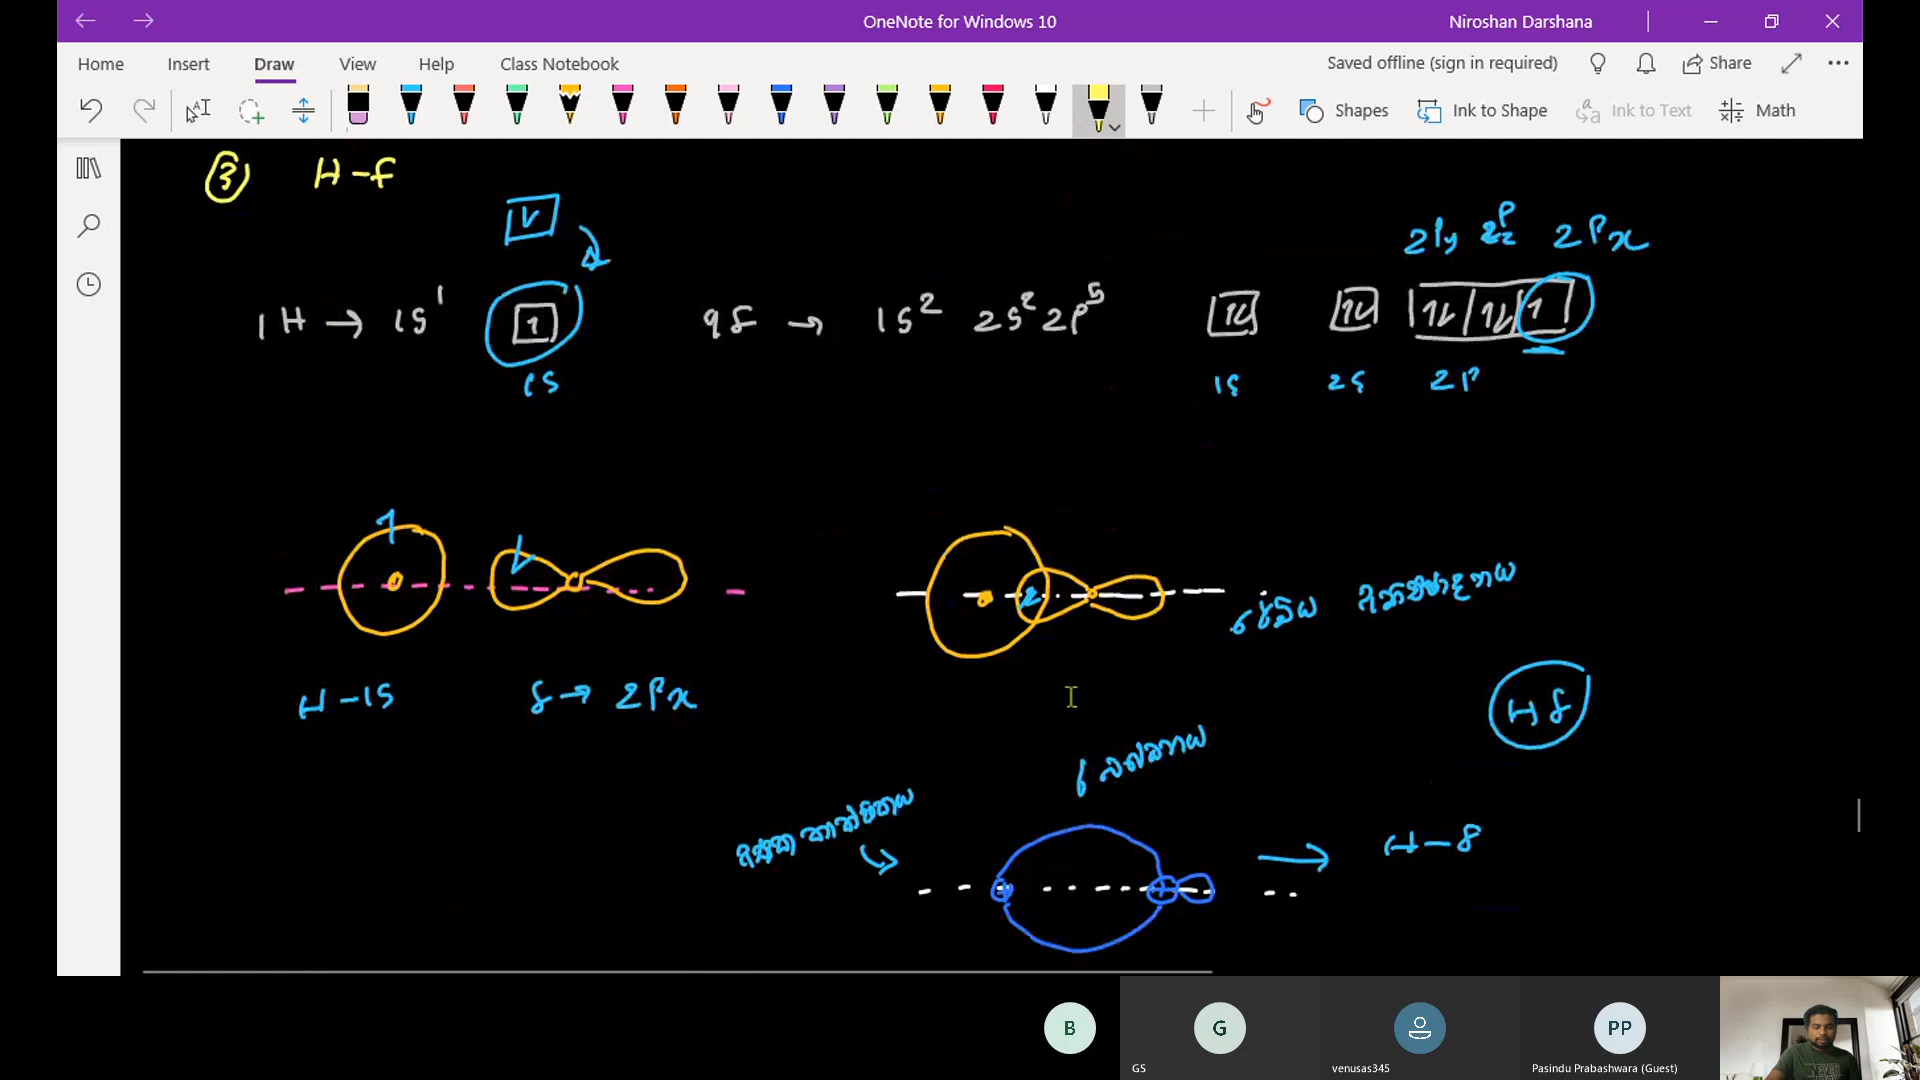 OneNote for Windows 10
Niroshan Darshana
Home Insert Draw View Help Class Notebook
Saved offline (sign in required) Share
Shapes Ink to Shape Ink to Text Math
3 H-F
2Py 2Pz 2Px
1H → 1S¹ 1 9F → 1S² 2S² 2P⁵
1S 1S 2S 2P
H-1S F → 2Px
රේඛීය අතිච්ඡාදනය
HF
H-F
B G PP
GS venusas345 Pasindu Prabashwara (Guest)